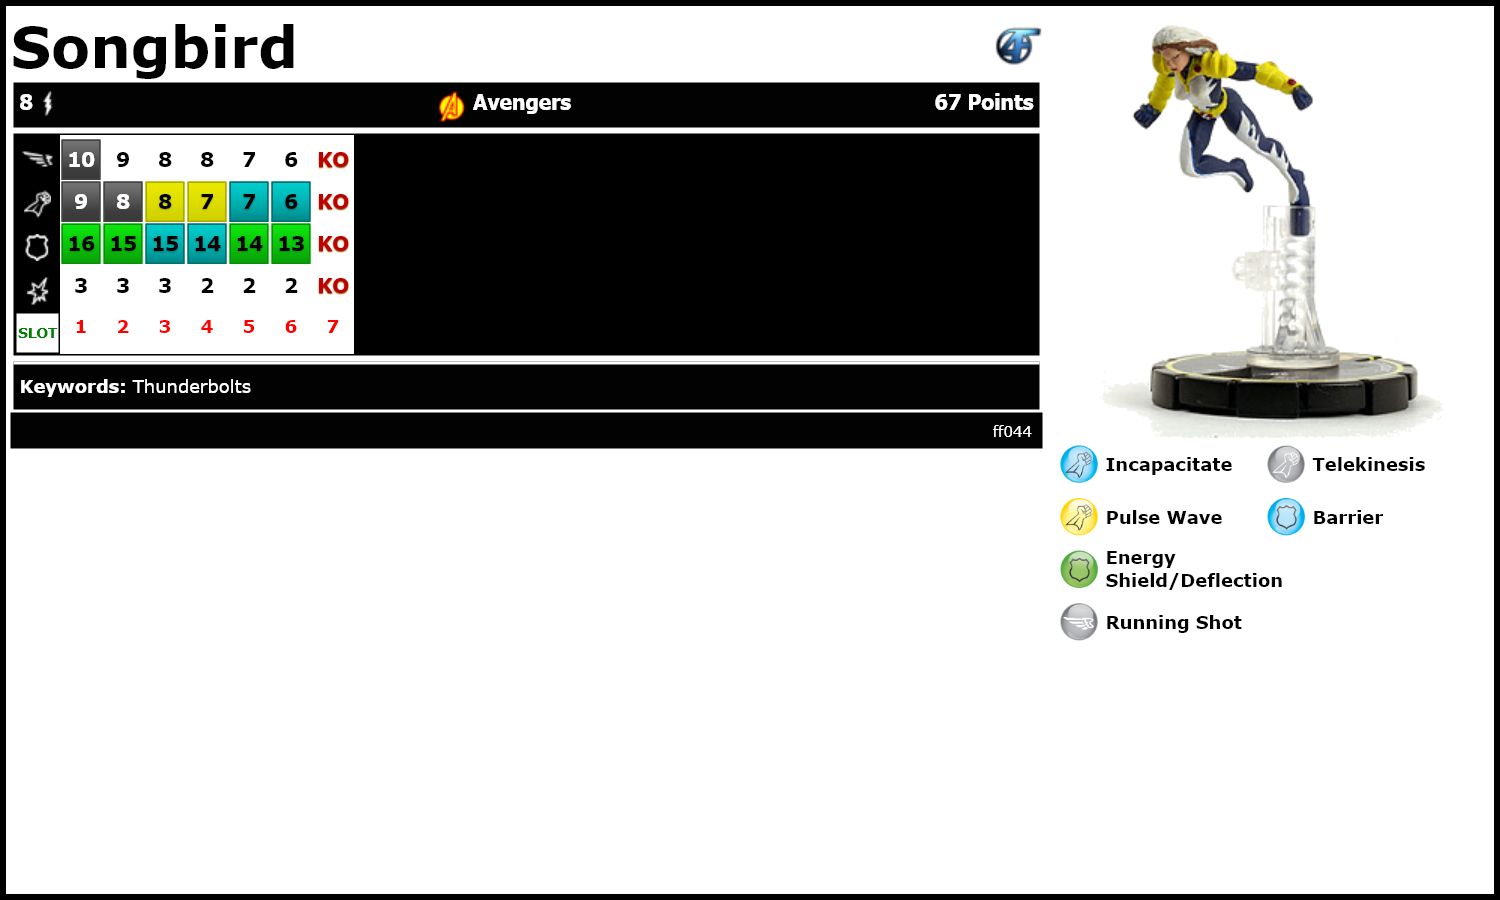 Songbird
8 Avengers 67 Points
10 9 8 8 7 6 KO
9 8 8 7 7 6 KO
16 15 15 14 14 13 KO
3 3 3 2 2 2 KO
SLOT 1 2 3 4 5 6 7
Keywords: Thunderbolts
ff044
Incapacitate Telekinesis
Pulse Wave Barrier
Energy
Shield/Deflection
Running Shot